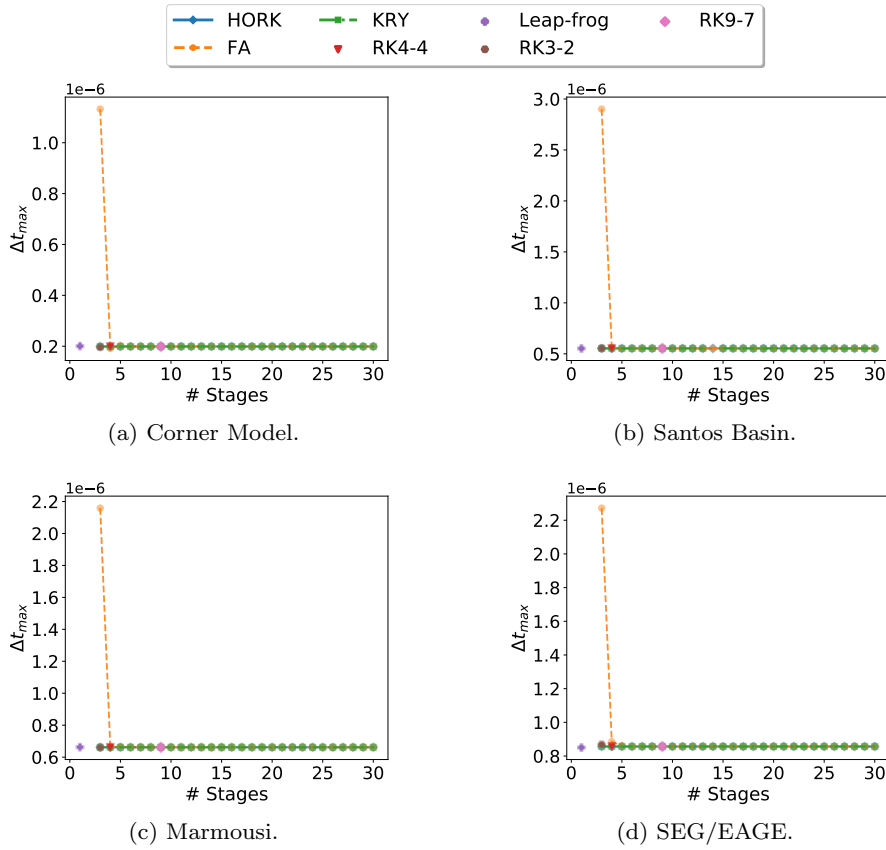 HORK KRY Leap-frog RK9-7
FA RK4-4 RK3-2
1e−6
Δt_max
1.0
0.8
0.6
0.4
0.2
0 5 10 15 20 25 30
# Stages
(a) Corner Model.
1e−6
Δt_max
3.0
2.5
2.0
1.5
1.0
0.5
0 5 10 15 20 25 30
# Stages
(b) Santos Basin.
1e−6
Δt_max
2.2
2.0
1.8
1.6
1.4
1.2
1.0
0.8
0.6
0 5 10 15 20 25 30
# Stages
(c) Marmousi.
1e−6
Δt_max
2.2
2.0
1.8
1.6
1.4
1.2
1.0
0.8
0 5 10 15 20 25 30
# Stages
(d) SEG/EAGE.